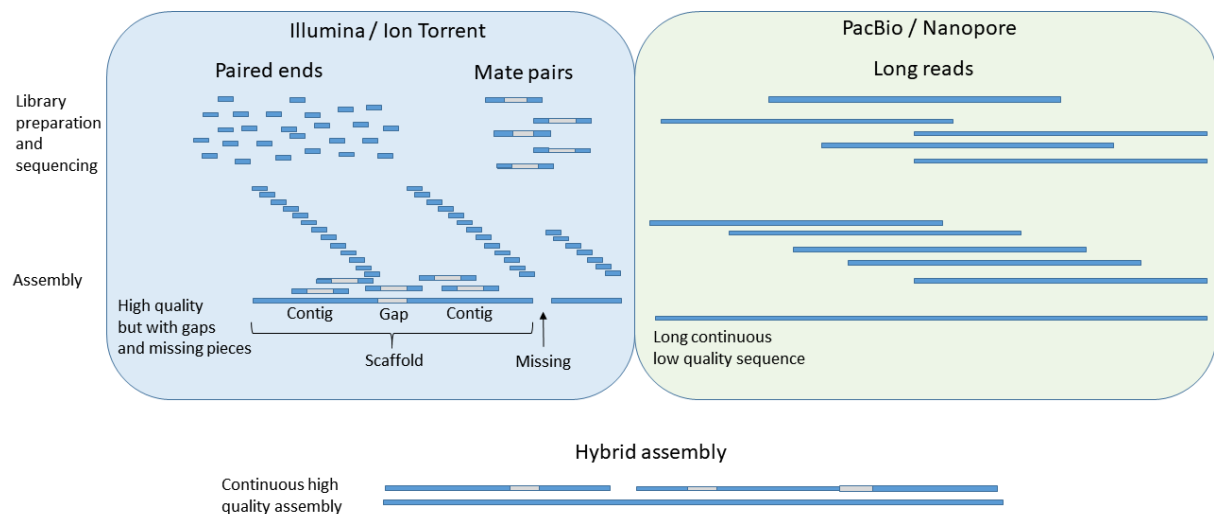 Illumina / Ion Torrent
PacBio / Nanopore
Paired ends
Mate pairs
Long reads
Library
preparation
and
sequencing
Assembly
High quality
but with gaps
and missing pieces
Contig
Gap
Contig
Scaffold
Missing
Long continuous
low quality sequence
Hybrid assembly
Continuous high
quality assembly